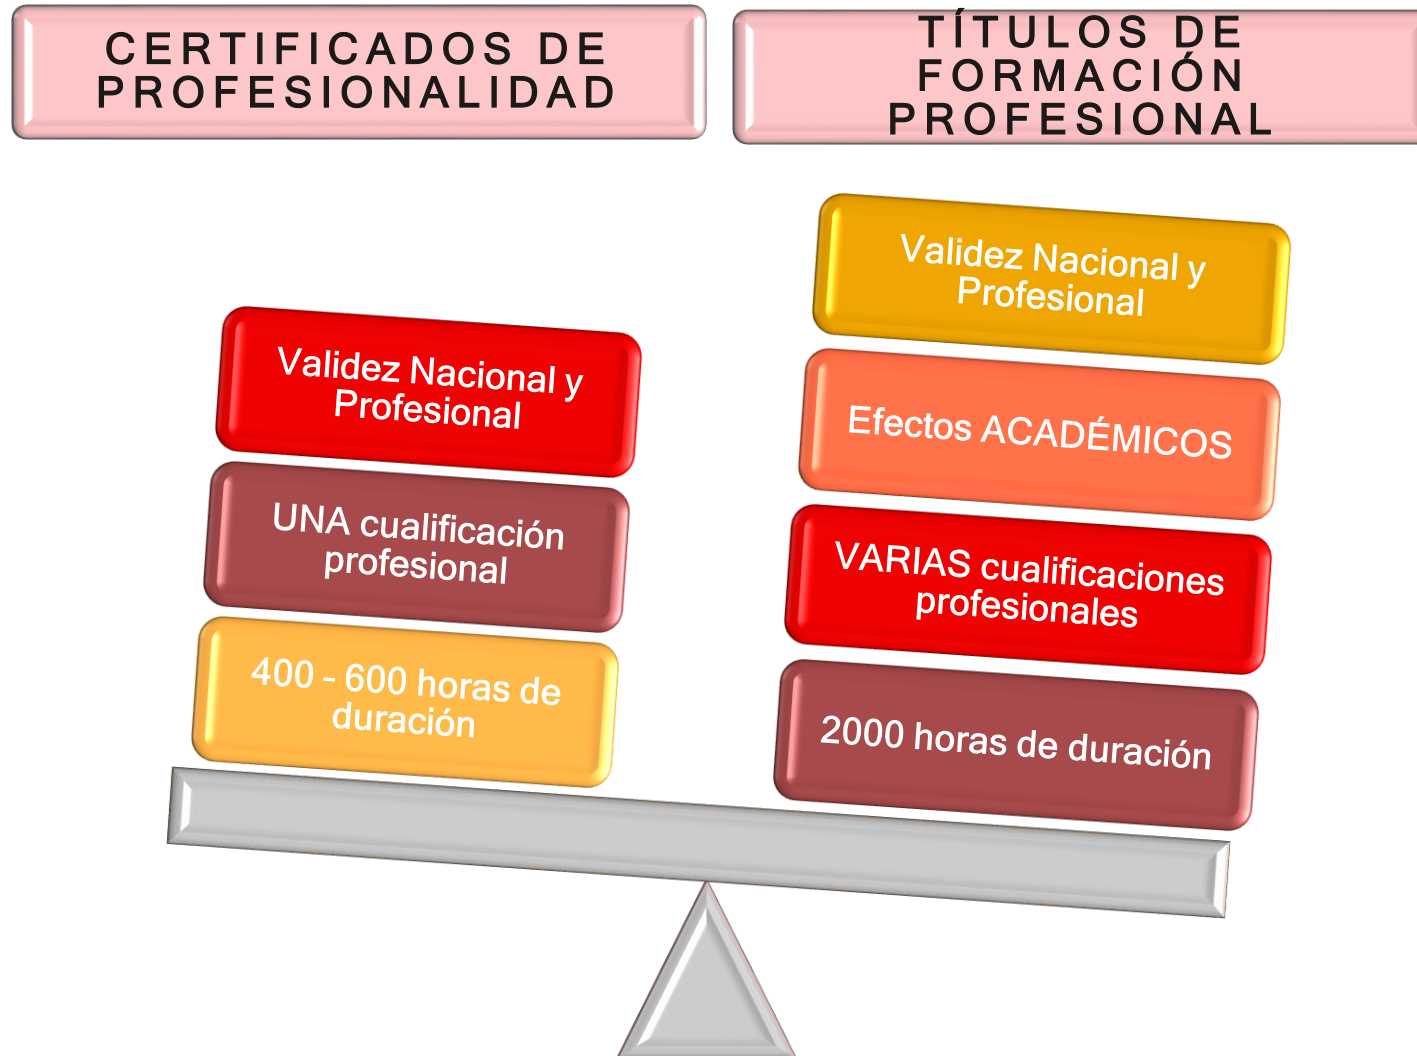 CERTIFICADOS DE
PROFESIONALIDAD
TÍTULOS DE
FORMACIÓN
PROFESIONAL
Validez Nacional y
Profesional
UNA cualificación
profesional
400 - 600 horas de
duración
Validez Nacional y
Profesional
Efectos ACADÉMICOS
VARIAS cualificaciones
profesionales
2000 horas de duración